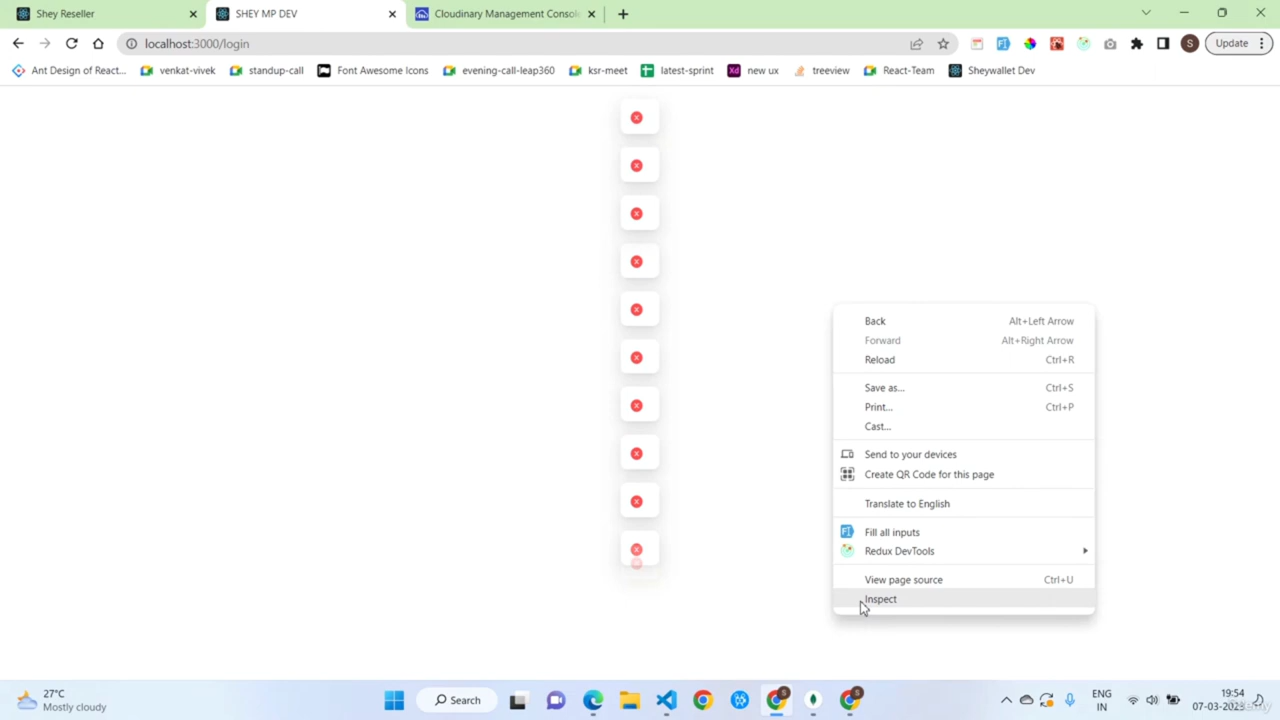 Shey Reseller
SHEY MP DEV
Cloudinary Management Console
localhost:3000/login
S
Update
Ant Design of React...
venkat-vivek
standup-call
Font Awesome Icons
evening-call-leap360
ksr-meet
latest-sprint
Xd new ux
treeview
React-Team
Sheywallet Dev
Back Alt+Left Arrow
Forward Alt+Right Arrow
Reload Ctrl+R
Save as... Ctrl+S
Print... Ctrl+P
Cast...
Send to your devices
Create QR Code for this page
Translate to English
Fill all inputs
Redux DevTools
View page source Ctrl+U
Inspect
27°C
Mostly cloudy
Search
ENG
IN
19:54